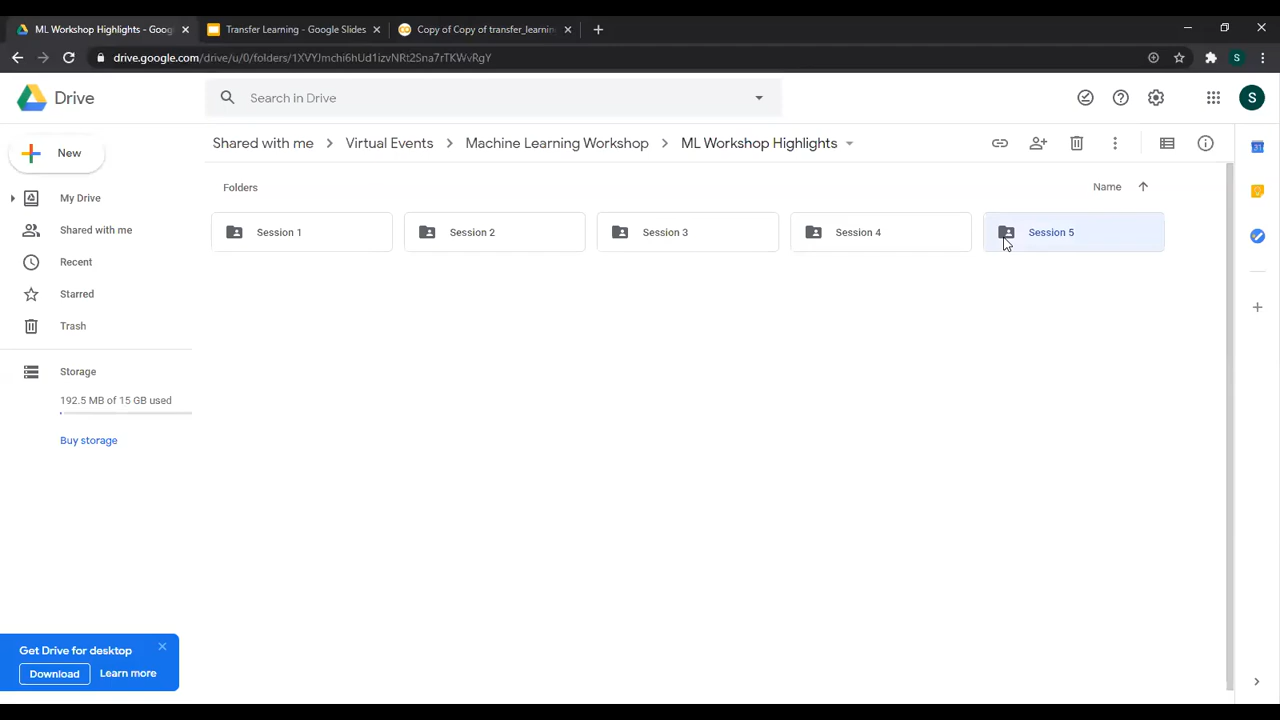 ML Workshop Highlights - Goog
Transfer Learning - Google Slides
Copy of Copy of transfer_learnin
drive.google.com/drive/u/0/folders/1XVYJmchi6hUd1izvNRt2Sna7rTKWvRgY
S
Drive
Search in Drive
S
New
Shared with me
Virtual Events
Machine Learning Workshop
ML Workshop Highlights
My Drive
Shared with me
Recent
Starred
Trash
Storage
192.5 MB of 15 GB used
Buy storage
Folders
Name
Session 1
Session 2
Session 3
Session 4
Session 5
31
Get Drive for desktop
Download
Learn more